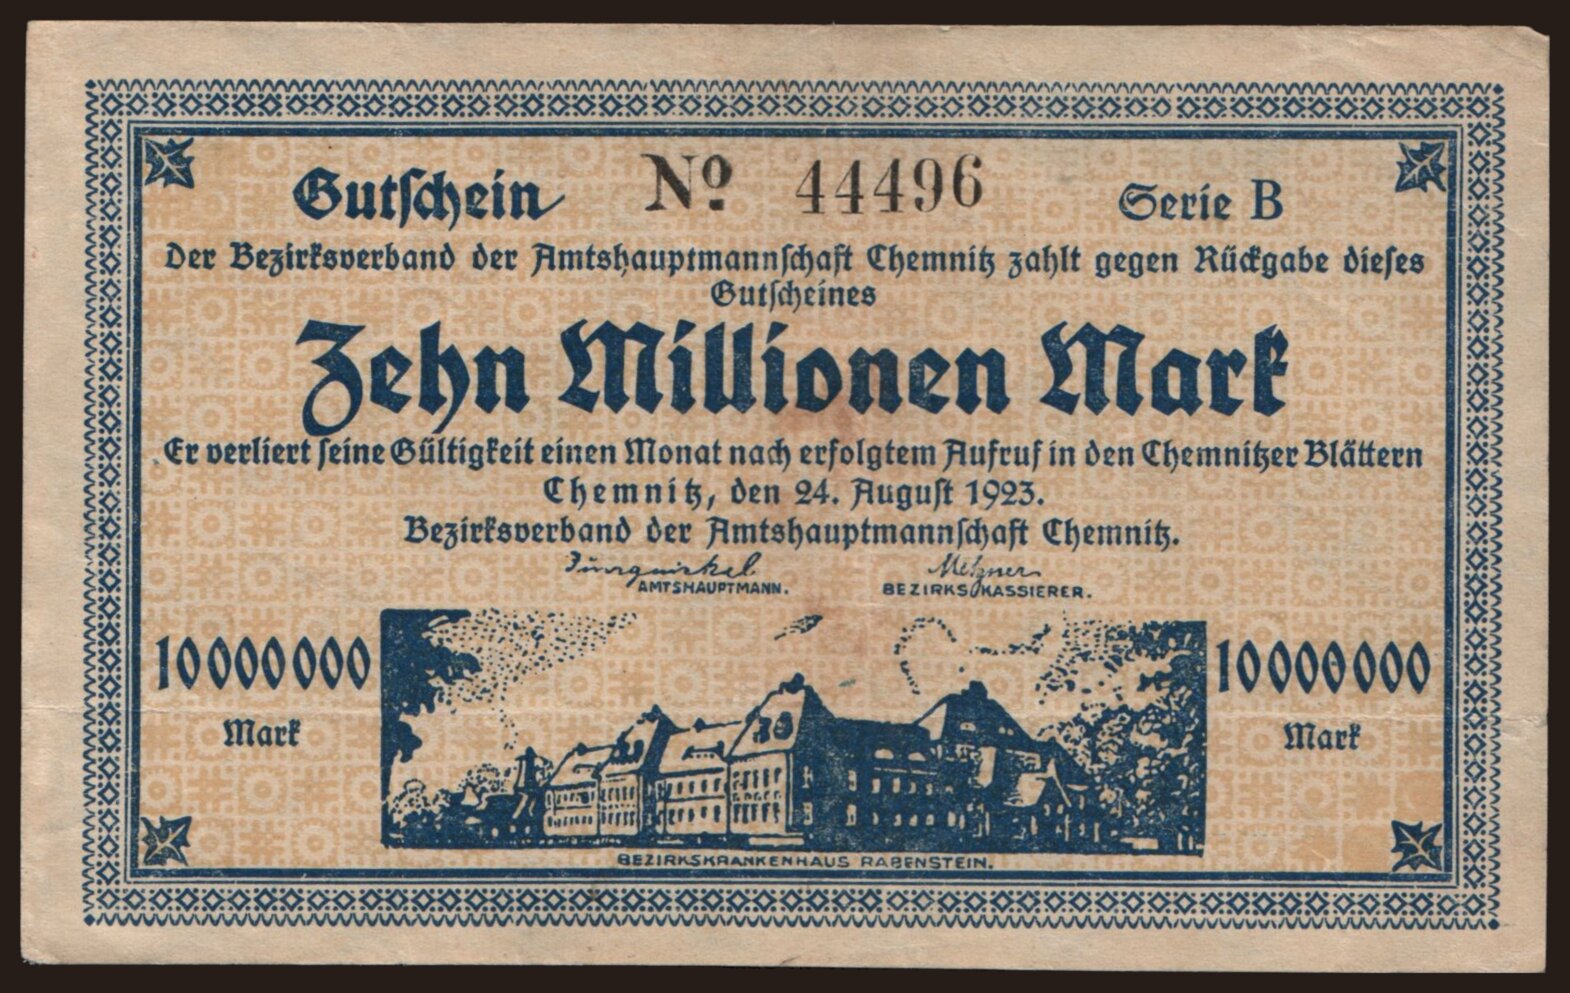 Gutschein № 44496 Serie B
Der Bezirksverband der Amtshauptmannschaft Chemnitz zahlt gegen Rückgabe dieses
Gutscheines
Zehn Millionen Mark
Er verliert seine Gültigkeit einen Monat nach erfolgtem Aufruf in den Chemnitzer Blättern
Chemnitz, den 24. August 1923.
Bezirksverband der Amtshauptmannschaft Chemnitz.
Metzner
AMTSHAUPTMANN. BEZIRKSKASSIERER.
10000000 10000000
Mark Mark
BEZIRKSKRANKENHAUS RABENSTEIN.